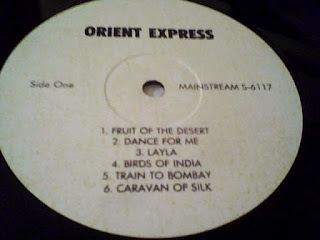 ORIENT EXPRESS
Side One
MAINSTREAM S-6117
1. FRUIT OF THE DESERT
2. DANCE FOR ME
3. LAYLA
4. BIRDS OF INDIA
5. TRAIN TO BOMBAY
6. CARAVAN OF SILK